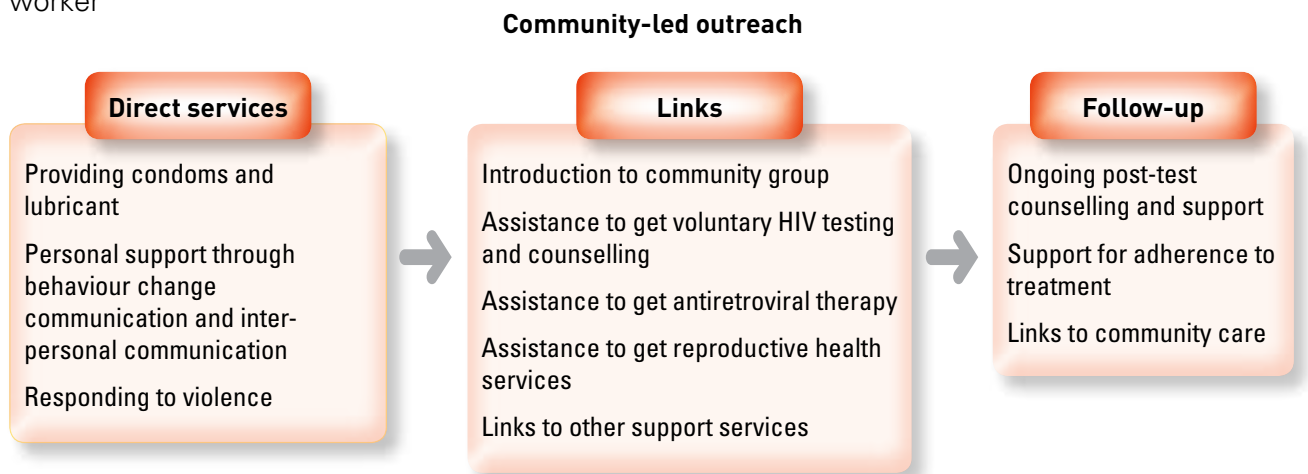 worker
Community-led outreach
Direct services
Providing condoms and
lubricant
Personal support through
behaviour change
communication and inter-
personal communication
Responding to violence
Links
Introduction to community group
Assistance to get voluntary HIV testing
and counselling
Assistance to get antiretroviral therapy
Assistance to get reproductive health
services
Links to other support services
Follow-up
Ongoing post-test
counselling and support
Support for adherence to
treatment
Links to community care